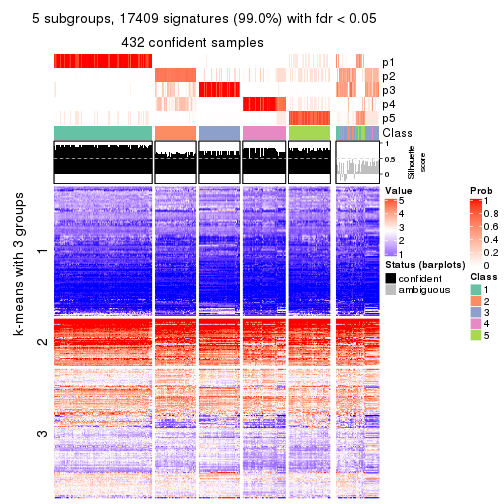 5 subgroups, 17409 signatures (99.0%) with fdr < 0.05
432 confident samples
p1
p2
p3
p4
p5
Class
1
0.5
0
Silhouette
score
k-means with 3 groups
1
2
3
Value
5
4
3
2
1
Status (barplots)
confident
ambiguous
Prob
1
0.8
0.6
0.4
0.2
0
Class
1
2
3
4
5